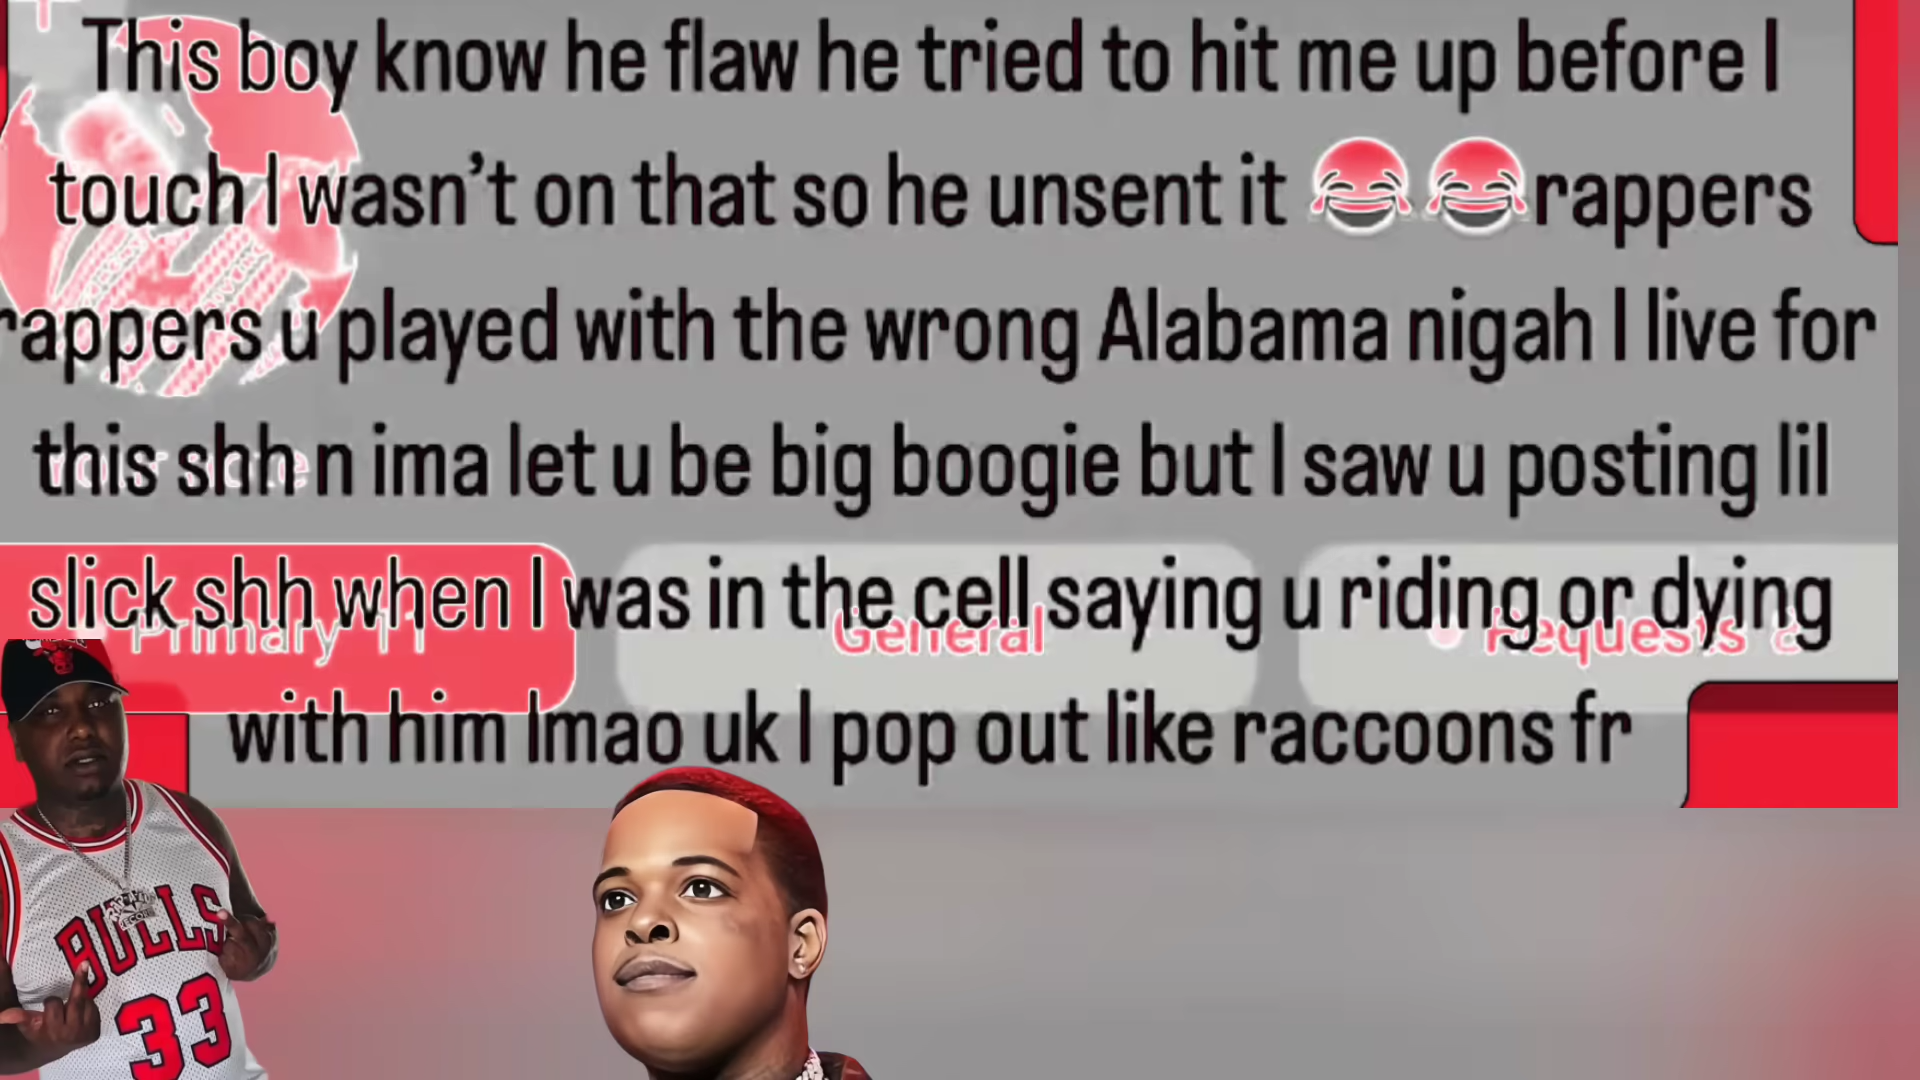 This boy know he flaw he tried to hit me up before I
touch I wasn't on that so he unsent it 😂😂rappers
rappers u played with the wrong Alabama nigah I live for
this shh n ima let u be big boogie but I saw u posting lil
slick shh when I was in the cell saying u riding or dying
Primary 11
General
Requests
with him lmao uk I pop out like raccoons fr
BULLS
33